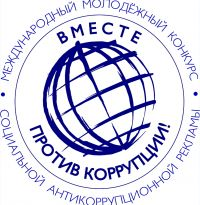 МЕЖДУНАРОДНЫЙ МОЛОДЁЖНЫЙ КОНКУРС
СОЦИАЛЬНОЙ АНТИКОРРУПЦИОННОЙ РЕКЛАМЫ
ВМЕСТЕ
ПРОТИВ КОРРУПЦИИ!